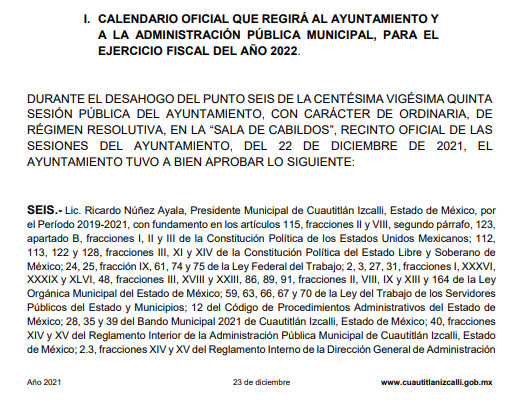 I. CALENDARIO OFICIAL QUE REGIRÁ AL AYUNTAMIENTO Y
A LA ADMINISTRACIÓN PÚBLICA MUNICIPAL, PARA EL
EJERCICIO FISCAL DEL AÑO 2022.
DURANTE EL DESAHOGO DEL PUNTO SEIS DE LA CENTÉSIMA VIGÉSIMA QUINTA
SESIÓN PÚBLICA DEL AYUNTAMIENTO, CON CARÁCTER DE ORDINARIA, DE
RÉGIMEN RESOLUTIVA, EN LA “SALA DE CABILDOS”, RECINTO OFICIAL DE LAS
SESIONES DEL AYUNTAMIENTO, DEL 22 DE DICIEMBRE DE 2021, EL
AYUNTAMIENTO TUVO A BIEN APROBAR LO SIGUIENTE:
SEIS.- Lic. Ricardo Núñez Ayala, Presidente Municipal de Cuautitlán Izcalli, Estado de México, por
el Período 2019-2021, con fundamento en los artículos 115, fracciones II y VIII, segundo párrafo, 123,
apartado B, fracciones I, II y III de la Constitución Política de los Estados Unidos Mexicanos; 112,
113, 122 y 128, fracciones III, XI y XIV de la Constitución Política del Estado Libre y Soberano de
México; 24, 25, fracción IX, 61, 74 y 75 de la Ley Federal del Trabajo; 2, 3, 27, 31, fracciones I, XXXVI,
XXXIX y XLVI, 48, fracciones III, XVIII y XXIII, 86, 89, 91, fracciones II, VIII, IX y XIII y 164 de la Ley
Orgánica Municipal del Estado de México; 59, 63, 66, 67 y 70 de la Ley del Trabajo de los Servidores
Públicos del Estado y Municipios; 12 del Código de Procedimientos Administrativos del Estado de
México; 28, 35 y 39 del Bando Municipal 2021 de Cuautitlán Izcalli, Estado de México; 40, fracciones
XIV y XV del Reglamento Interior de la Administración Pública Municipal de Cuautitlán Izcalli, Estado
de México; 2.3, fracciones XIV y XV del Reglamento Interno de la Dirección General de Administración
Año 2021 23 de diciembre www.cuautitlanizcalli.gob.mx